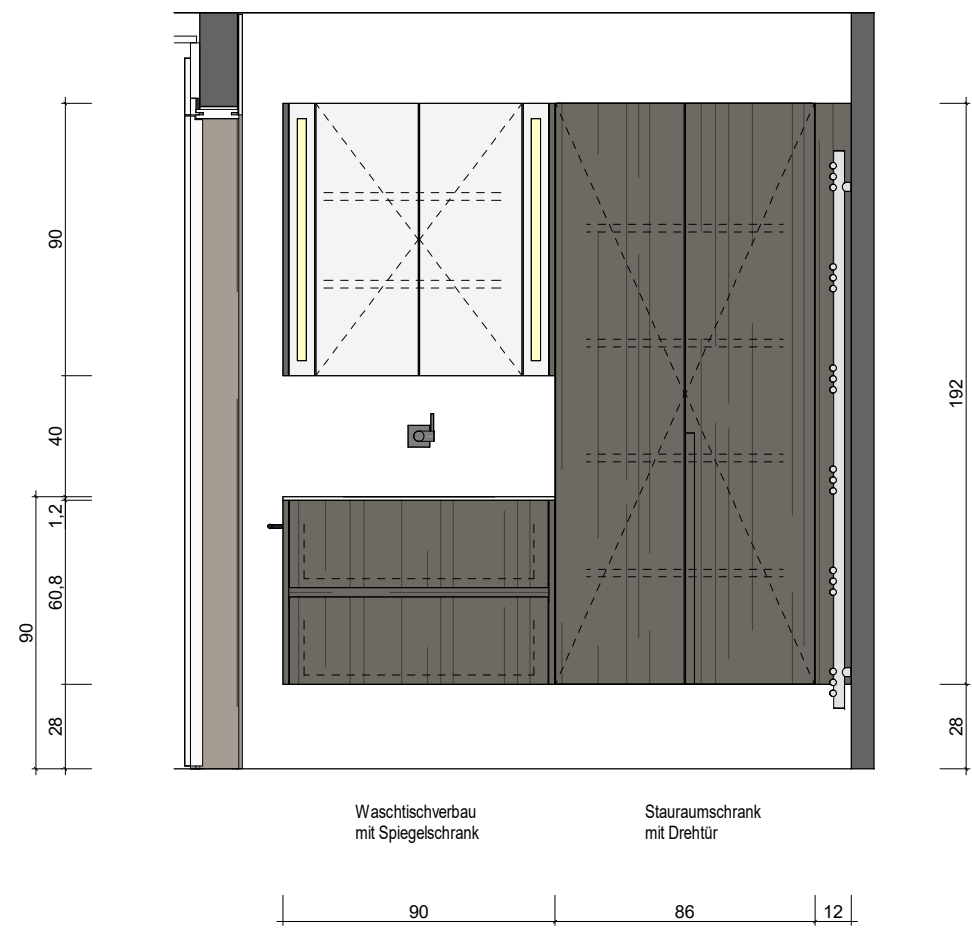 90
40
1,2
60,8
90
28
192
28
Waschtischverbau
mit Spiegelschrank
Stauraumschrank
mit Drehtür
90
86
12